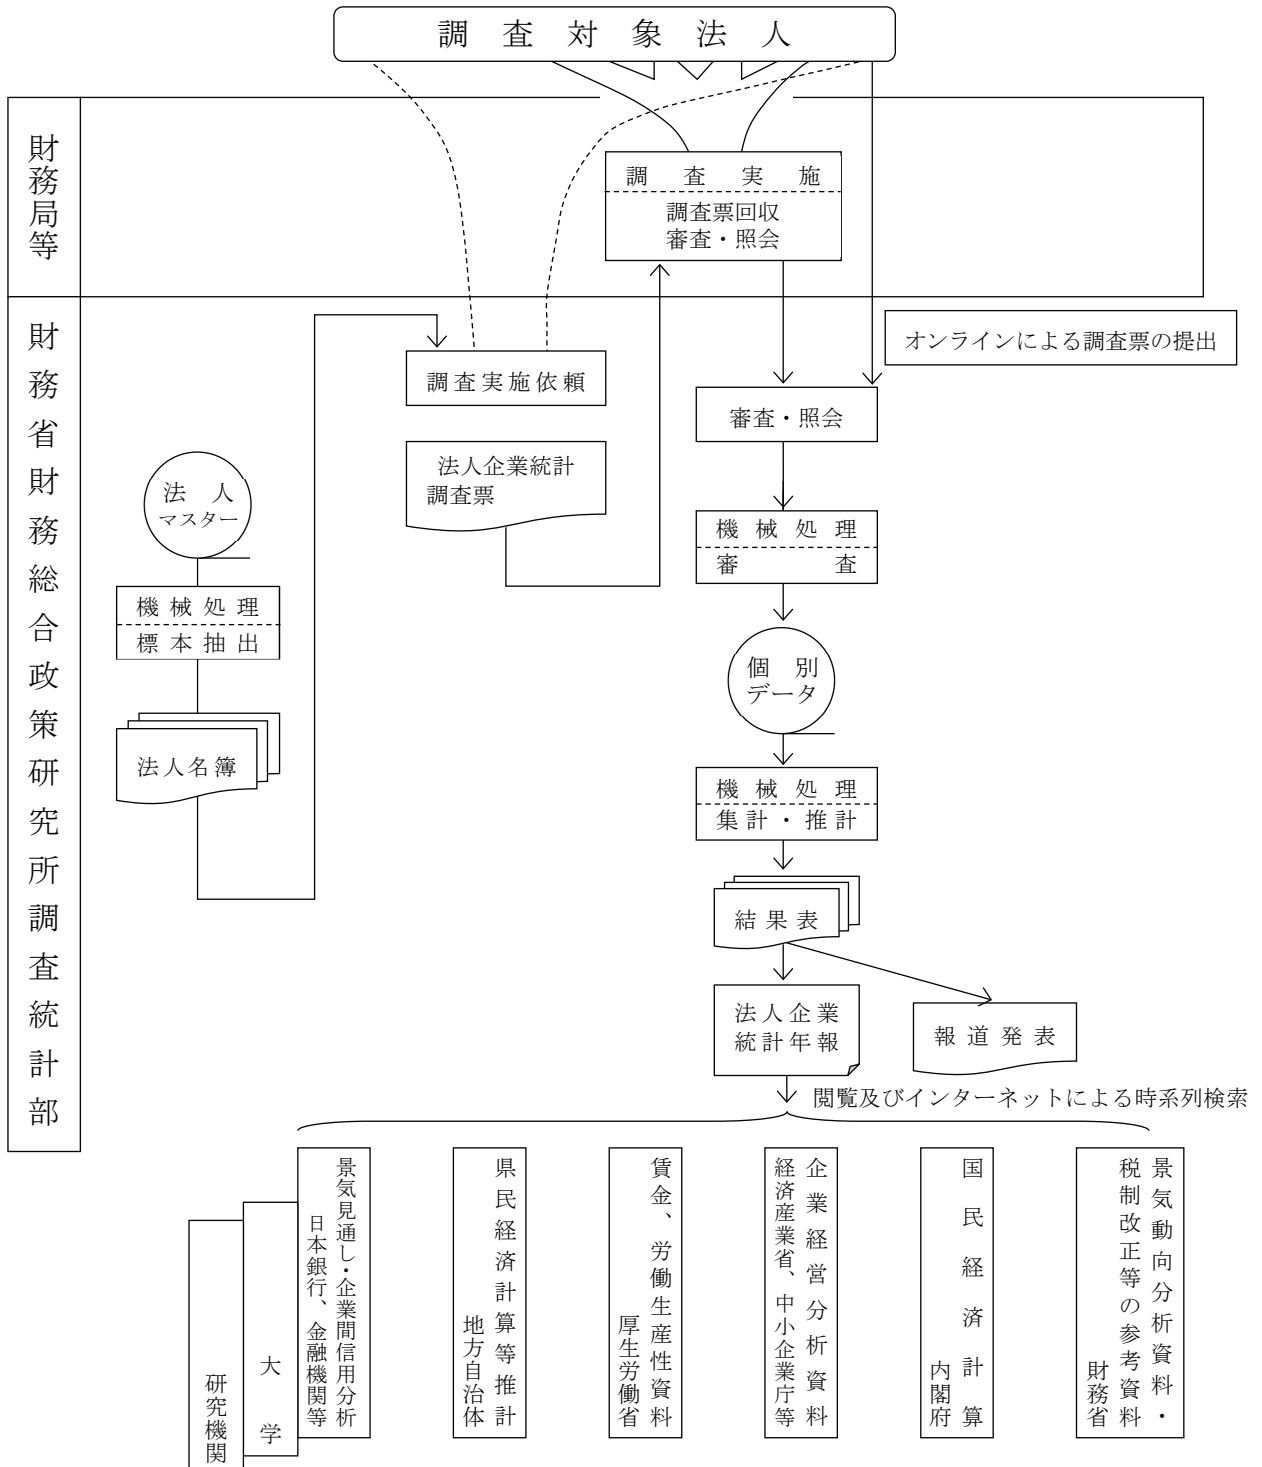 調査対象法人
財務局等
調査実施
調査票回収
審査・照会
財務省財務総合政策研究所調査統計部
オンラインによる調査票の提出
調査実施依頼
審査・照会
法人企業統計
調査票
法人
マスター
機械処理
審査
機械処理
標本抽出
個別
データ
法人名簿
機械処理
集計・推計
結果表
法人企業
統計年報
報道発表
閲覧及びインターネットによる時系列検索
景気動向分析資料・
税制改正等の参考資料
財務省
国民経済計算
内閣府
企業経営分析資料
経済産業省、中小企業庁等
賃金、労働生産性資料
厚生労働省
県民経済計算等推計
地方自治体
景気見通し・企業間信用分析
日本銀行、金融機関等
大学
研究機関